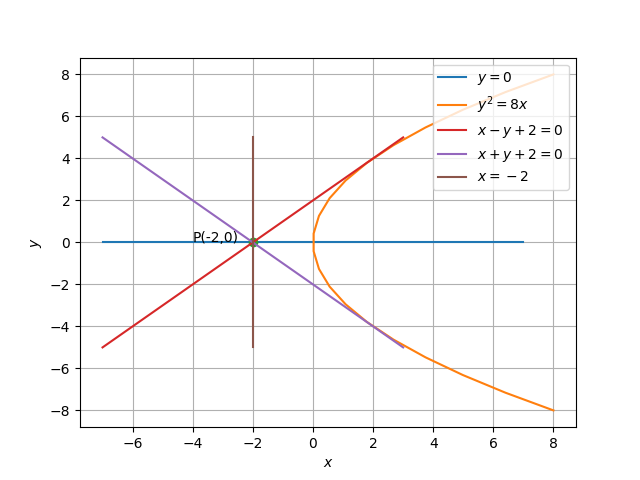 y = 0
y² = 8x
x − y + 2 = 0
x + y + 2 = 0
x = −2
P(-2,0)
8
6
4
2
0
−2
−4
−6
−8
y
−6 −4 −2 0 2 4 6 8
x